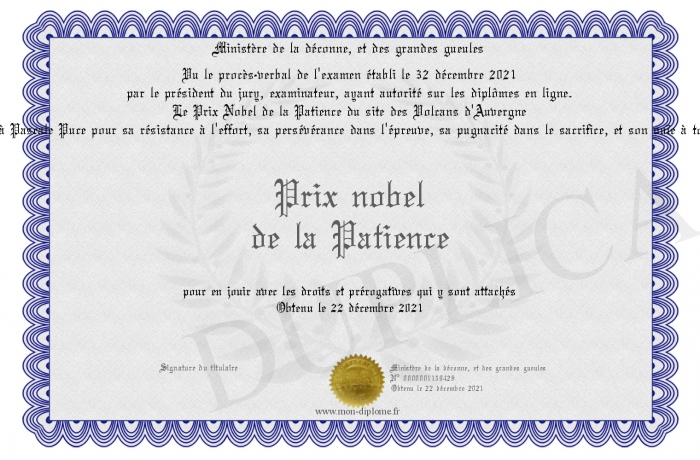 Ministère de la déconne, et des grandes gueules
Vu le procès-verbal de l'examen établi le 32 décembre 2021
par le président du jury, examinateur, ayant autorité sur les diplômes en ligne.
Le Prix Nobel de la Patience du site des Volcans d'Auvergne
à Pascale Puce pour sa résistance à l'effort, sa persévérance dans l'épreuve, sa pugnacité dans le sacrifice, et son à
Prix nobel
de la Patience
DUPLICA
pour en jouir avec les droits et prérogatives qui y sont attachés
Obtenu le 22 décembre 2021
Signature du titulaire
Ministère de la déconne, et des grandes gueules
N°
Obtenu le 22 décembre 2021
www.mon-diplome.fr